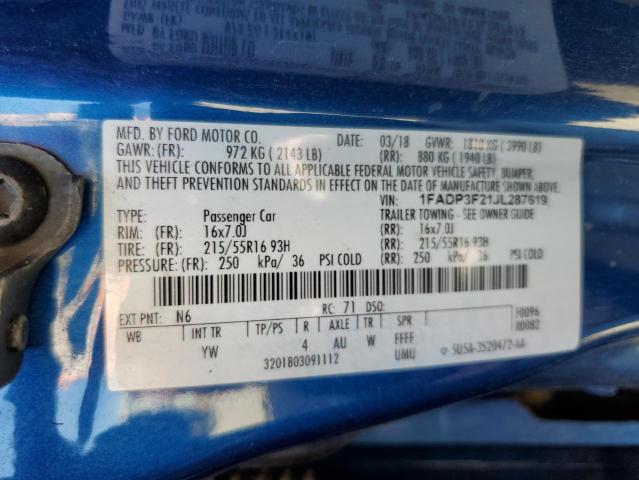 MFD. BY FORD MOTOR CO. DATE: 03/18 GVWR: 1810 KG ( 3990 LB)
GAWR: (FR): 972 KG ( 2143 LB) (RR): 880 KG ( 1940 LB)
THIS VEHICLE CONFORMS TO ALL APPLICABLE FEDERAL MOTOR VEHICLE SAFETY, BUMPER,
AND THEFT PREVENTION STANDARDS IN EFFECT ON THE DATE OF MANUFACTURE SHOWN ABOVE.
VIN: 1FADP3F21JL287619
TYPE: Passenger Car TRAILER TOWING - SEE OWNER GUIDE
RIM: (FR): 16x7.0J (RR): 16x7.0J
TIRE: (FR): 215/55R16 93H (RR): 215/55R16 93H
PRESSURE: (FR): 250 kPa/ 36 PSI COLD (RR): 250 kPa/ 36 PSI COLD
EXT PNT: N6 RC: 71 DSO: F0096
R0082
WB INT TR TP/PS R AXLE TR SPR
YW 4 AU W FFFF
UMU
3201803091112 5U5A-3520472-AA